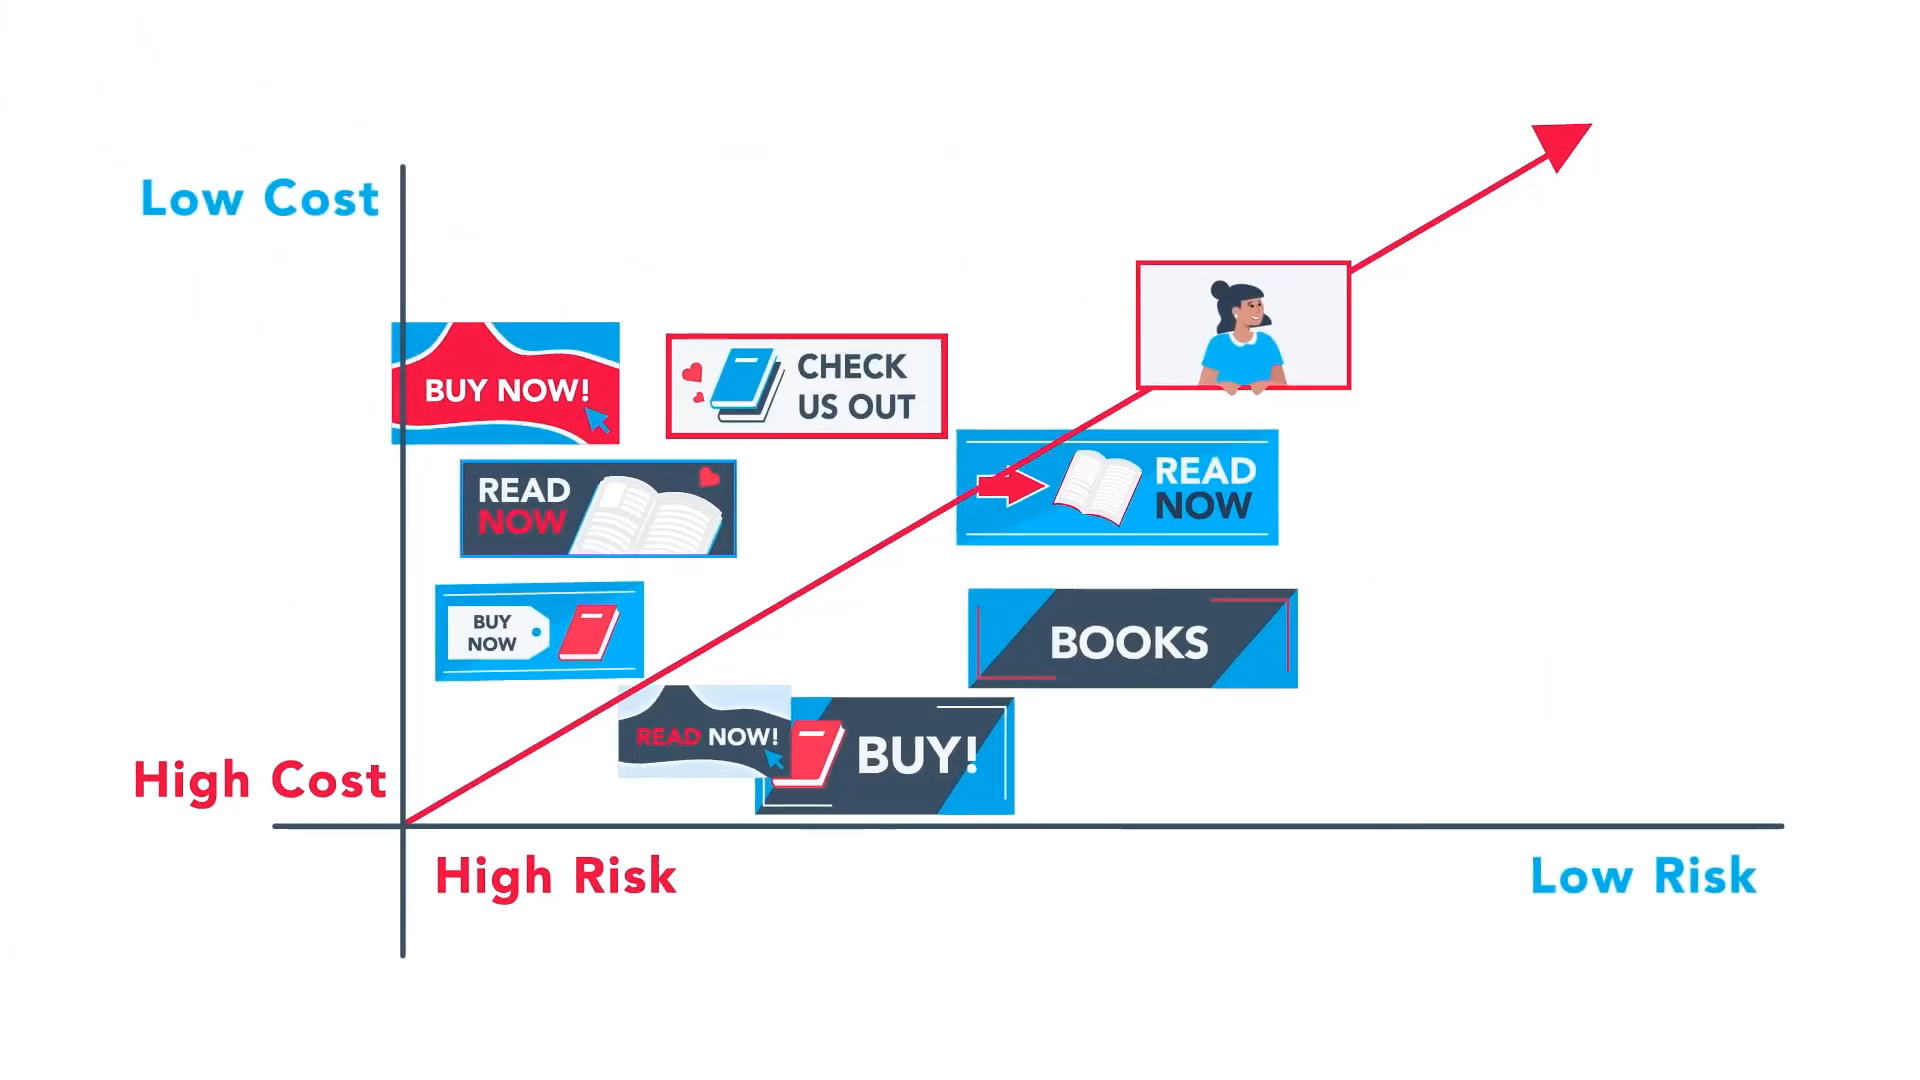 Low Cost
BUY NOW!
CHECK
US OUT
READ
NOW
READ
NOW
BUY
NOW
BOOKS
READ NOW!
BUY!
High Cost
High Risk
Low Risk